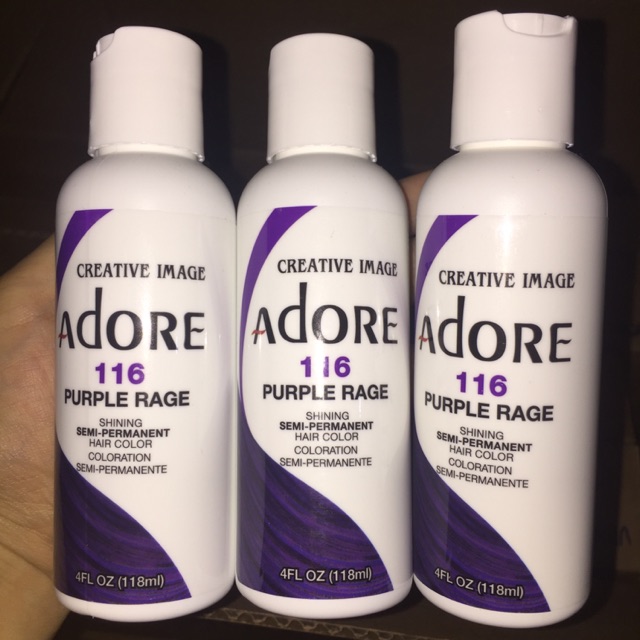 CREATIVE IMAGE
ADORE
116
PURPLE RAGE
SHINING
SEMI-PERMANENT
HAIR COLOR
COLORATION
SEMI-PERMANENTE
4FL OZ (118ml)
CREATIVE IMAGE
ADORE
116
PURPLE RAGE
SHINING
SEMI-PERMANENT
HAIR COLOR
COLORATION
SEMI-PERMANENTE
4FL OZ (118ml)
CREATIVE IMAGE
ADORE
116
PURPLE RAGE
SHINING
SEMI-PERMANENT
HAIR COLOR
COLORATION
SEMI-PERMANENTE
4FL OZ (118ml)